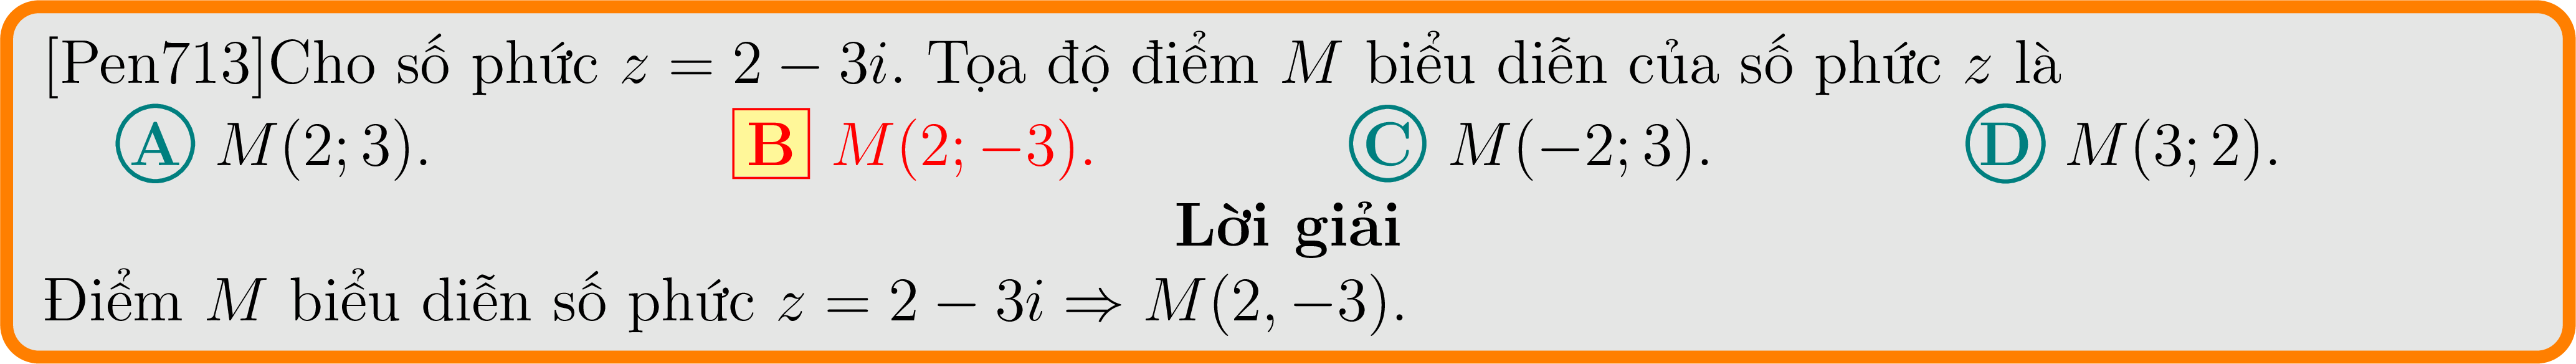 [Pen713]Cho số phức z = 2 − 3i. Tọa độ điểm M biểu diễn của số phức z là
A M(2; 3). B M(2; −3). C M(−2; 3). D M(3; 2).
Lời giải
Điểm M biểu diễn số phức z = 2 − 3i ⇒ M(2, −3).